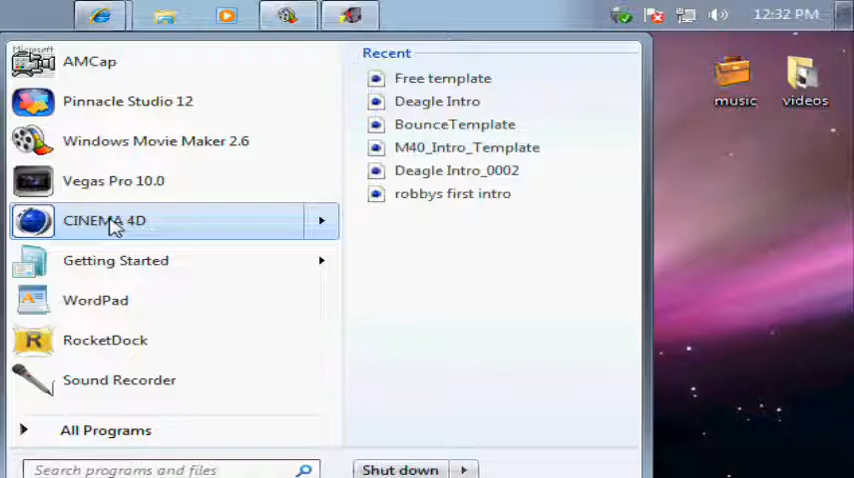 12:32 PM
Microsoft
AMCap
Pinnacle Studio 12
Windows Movie Maker 2.6
Vegas Pro 10.0
CINEMA 4D
Getting Started
WordPad
RocketDock
Sound Recorder
All Programs
Search programs and files
Recent
Free template
Deagle Intro
BounceTemplate
M40_Intro_Template
Deagle Intro_0002
robbys first intro
Shut down
music
videos